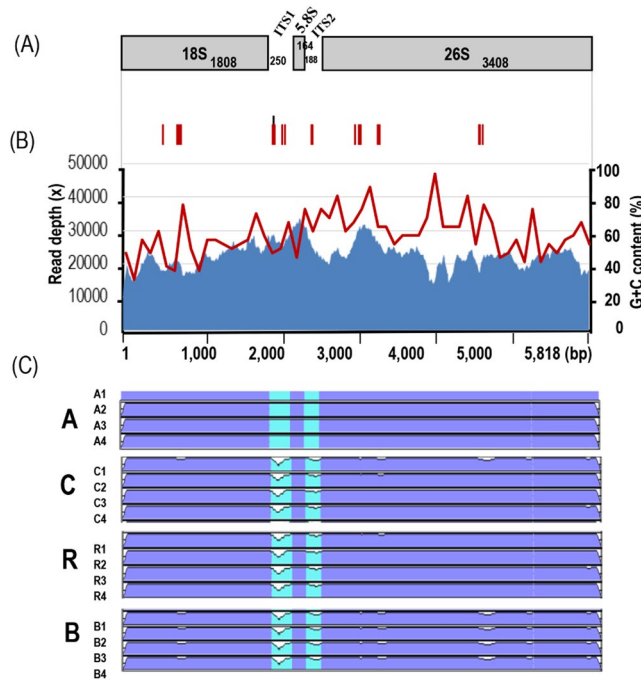 (A)
ITS1 5.8S ITS2
18S 1808 250 164 188 26S 3408
(B)
50000 100
40000 80
30000 60
20000 40
10000 20
0 0
Read depth (x)
G+C content (%)
1 1,000 2,000 3,000 4,000 5,000 5,818 (bp)
(C)
A
A1
A2
A3
A4
C
C1
C2
C3
C4
R
R1
R2
R3
R4
B
B1
B2
B3
B4